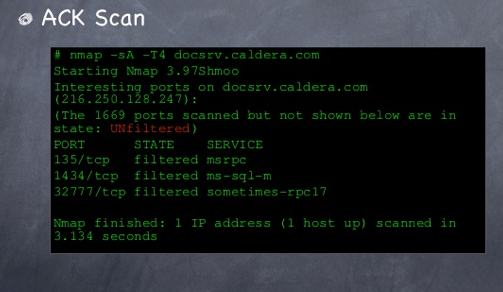 ACK Scan
# nmap -sA -T4 docsrv.caldera.com
Starting Nmap 3.97Shmoo
Interesting ports on docsrv.caldera.com
(216.250.128.247):
(The 1669 ports scanned but not shown below are in
state: UNfiltered)
PORT STATE SERVICE
135/tcp filtered msrpc
1434/tcp filtered ms-sql-m
32777/tcp filtered sometimes-rpc17
Nmap finished: 1 IP address (1 host up) scanned in
3.134 seconds